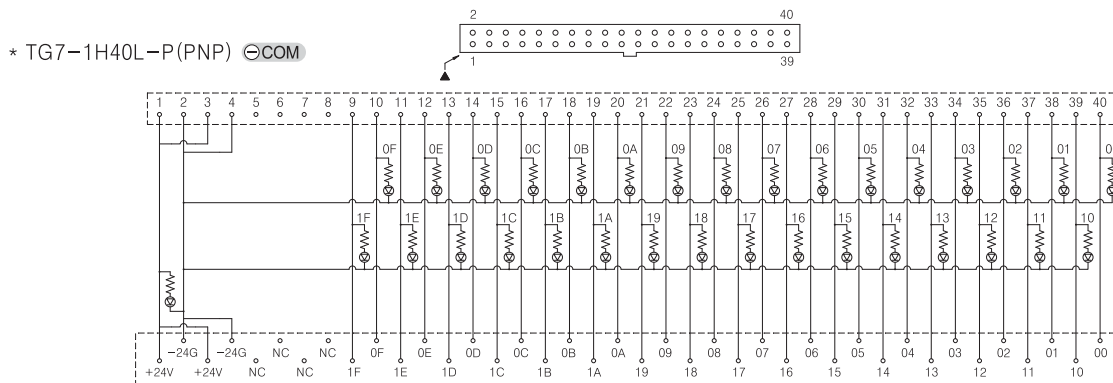 2 40
* TG7-1H40L-P(PNP) ⊖COM
1 39
1 2 3 4 5 6 7 8 9 10 11 12 13 14 15 16 17 18 19 20 21 22 23 24 25 26 27 28 29 30 31 32 33 34 35 36 37 38 39 40
0F 0E 0D 0C 0B 0A 09 08 07 06 05 04 03 02 01
1F 1E 1D 1C 1B 1A 19 18 17 16 15 14 13 12 11 10
-24G -24G NC NC 0F 0E 0D 0C 0B 0A 09 08 07 06 05 04 03 02 01 00
+24V +24V NC NC 1F 1E 1D 1C 1B 1A 19 18 17 16 15 14 13 12 11 10